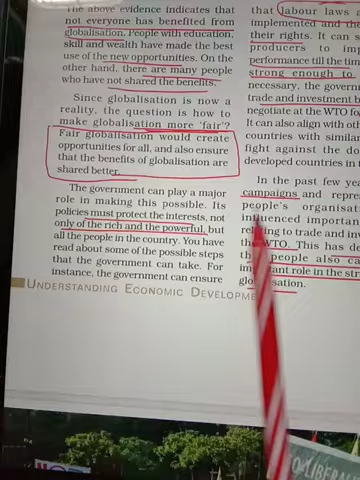 The above evidence indicates that
not everyone has benefited from
globalisation. People with education,
skill and wealth have made the best
use of the new opportunities. On the
other hand, there are many people
who have not shared the benefits.
Since globalisation is now a
reality, the question is how to
make globalisation more 'fair'?
Fair globalisation would create
opportunities for all, and also ensure
that the benefits of globalisation are
shared better.
The government can play a major
role in making this possible. Its
policies must protect the interests, not
only of the rich and the powerful, but
all the people in the country. You have
read about some of the possible steps
that the government can take. For
instance, the government can ensure
that labour laws a
implemented and the
their rights. It can s
producers to imp
performance till the tim
strong enough to
necessary, the governm
trade and investment b
negotiate at the WTO fo
It can also align with oth
countries with similar
fight against the do
developed countries in t
In the past few yea
campaigns and repre
people's organisat
influenced importan
relating to trade and inv
the WTO. This has de
the people also ca
important role in the str
globalisation.
UNDERSTANDING ECONOMIC DEVELOPME
LIBERAL